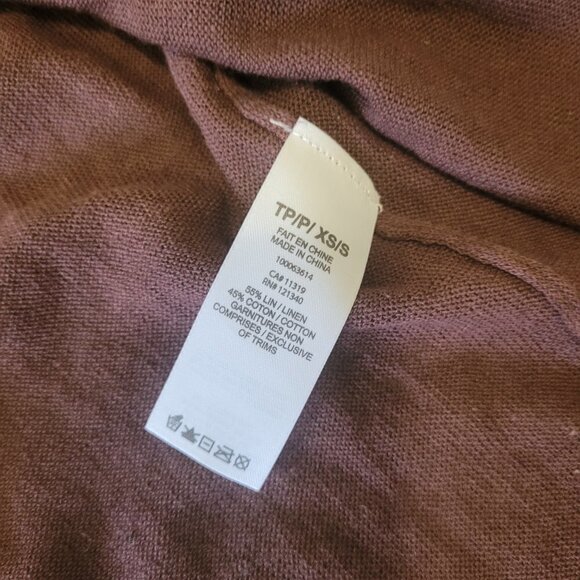 TP/P/ XS/S
FAIT EN CHINE
MADE IN CHINA
100063614
CA# 11319
RN# 121340
55% LIN / LINEN
45% COTON / COTTON
GARNITURES NON
COMPRISES / EXCLUSIVE
OF TRIMS